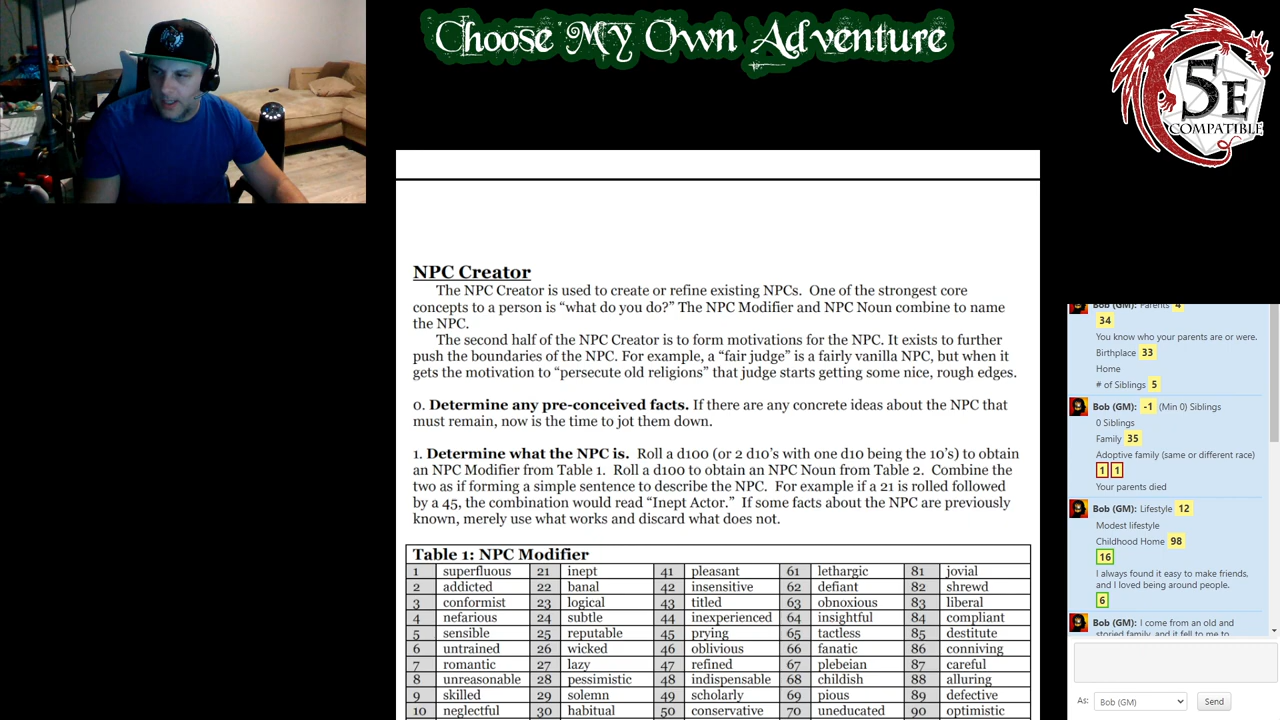 Choose My Own Adventure
5E
COMPATIBLE
NPC Creator
The NPC Creator is used to create or refine existing NPCs. One of the strongest core
concepts to a person is “what do you do?” The NPC Modifier and NPC Noun combine to name
the NPC.
The second half of the NPC Creator is to form motivations for the NPC. It exists to further
push the boundaries of the NPC. For example, a “fair judge” is a fairly vanilla NPC, but when it
gets the motivation to “persecute old religions” that judge starts getting some nice, rough edges.
0. Determine any pre-conceived facts. If there are any concrete ideas about the NPC that
must remain, now is the time to jot them down.
1. Determine what the NPC is. Roll a d100 (or 2 d10’s with one d10 being the 10’s) to obtain
an NPC Modifier from Table 1. Roll a d100 to obtain an NPC Noun from Table 2. Combine the
two as if forming a simple sentence to describe the NPC. For example if a 21 is rolled followed
by a 45, the combination would read “Inept Actor.” If some facts about the NPC are previously
known, merely use what works and discard what does not.
Table 1: NPC Modifier
1 superfluous 21 inept 41 pleasant 61 lethargic 81 jovial
2 addicted 22 banal 42 insensitive 62 defiant 82 shrewd
3 conformist 23 logical 43 titled 63 obnoxious 83 liberal
4 nefarious 24 subtle 44 inexperienced 64 insightful 84 compliant
5 sensible 25 reputable 45 prying 65 tactless 85 destitute
6 untrained 26 wicked 46 oblivious 66 fanatic 86 conniving
7 romantic 27 lazy 47 refined 67 plebeian 87 careful
8 unreasonable 28 pessimistic 48 indispensable 68 childish 88 alluring
9 skilled 29 solemn 49 scholarly 69 pious 89 defective
10 neglectful 30 habitual 50 conservative 70 uneducated 90 optimistic
Bob (GM): Parents 4
34
You know who your parents are or were.
Birthplace 33
Home
# of Siblings 5
Bob (GM): -1 (Min 0) Siblings
0 Siblings
Family 35
Adoptive family (same or different race)
1 1
Your parents died
Bob (GM): Lifestyle 12
Modest lifestyle
Childhood Home 98
16
I always found it easy to make friends,
and I loved being around people.
6
Bob (GM): I come from an old and
storied family, and it fell to me to
As: Bob (GM) Send